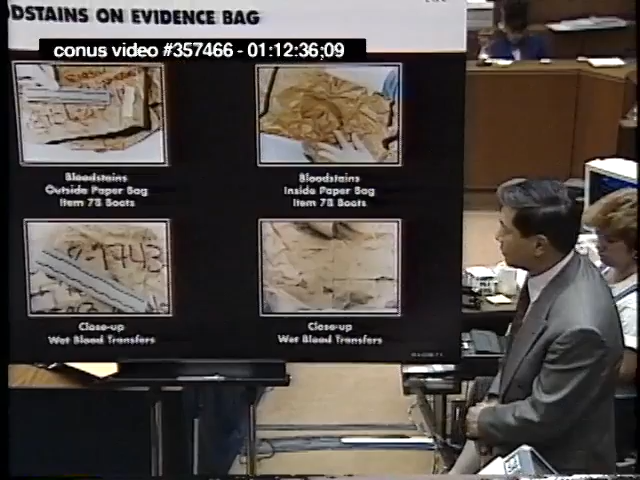 DSTAINS ON EVIDENCE BAG
conus video #357466 - 01:12:36;09
Bloodstains
Outside Paper Bag
Item 78 Boots
Bloodstains
Inside Paper Bag
Item 78 Boots
Close-up
Wet Blood Transfers
Close-up
Wet Blood Transfers